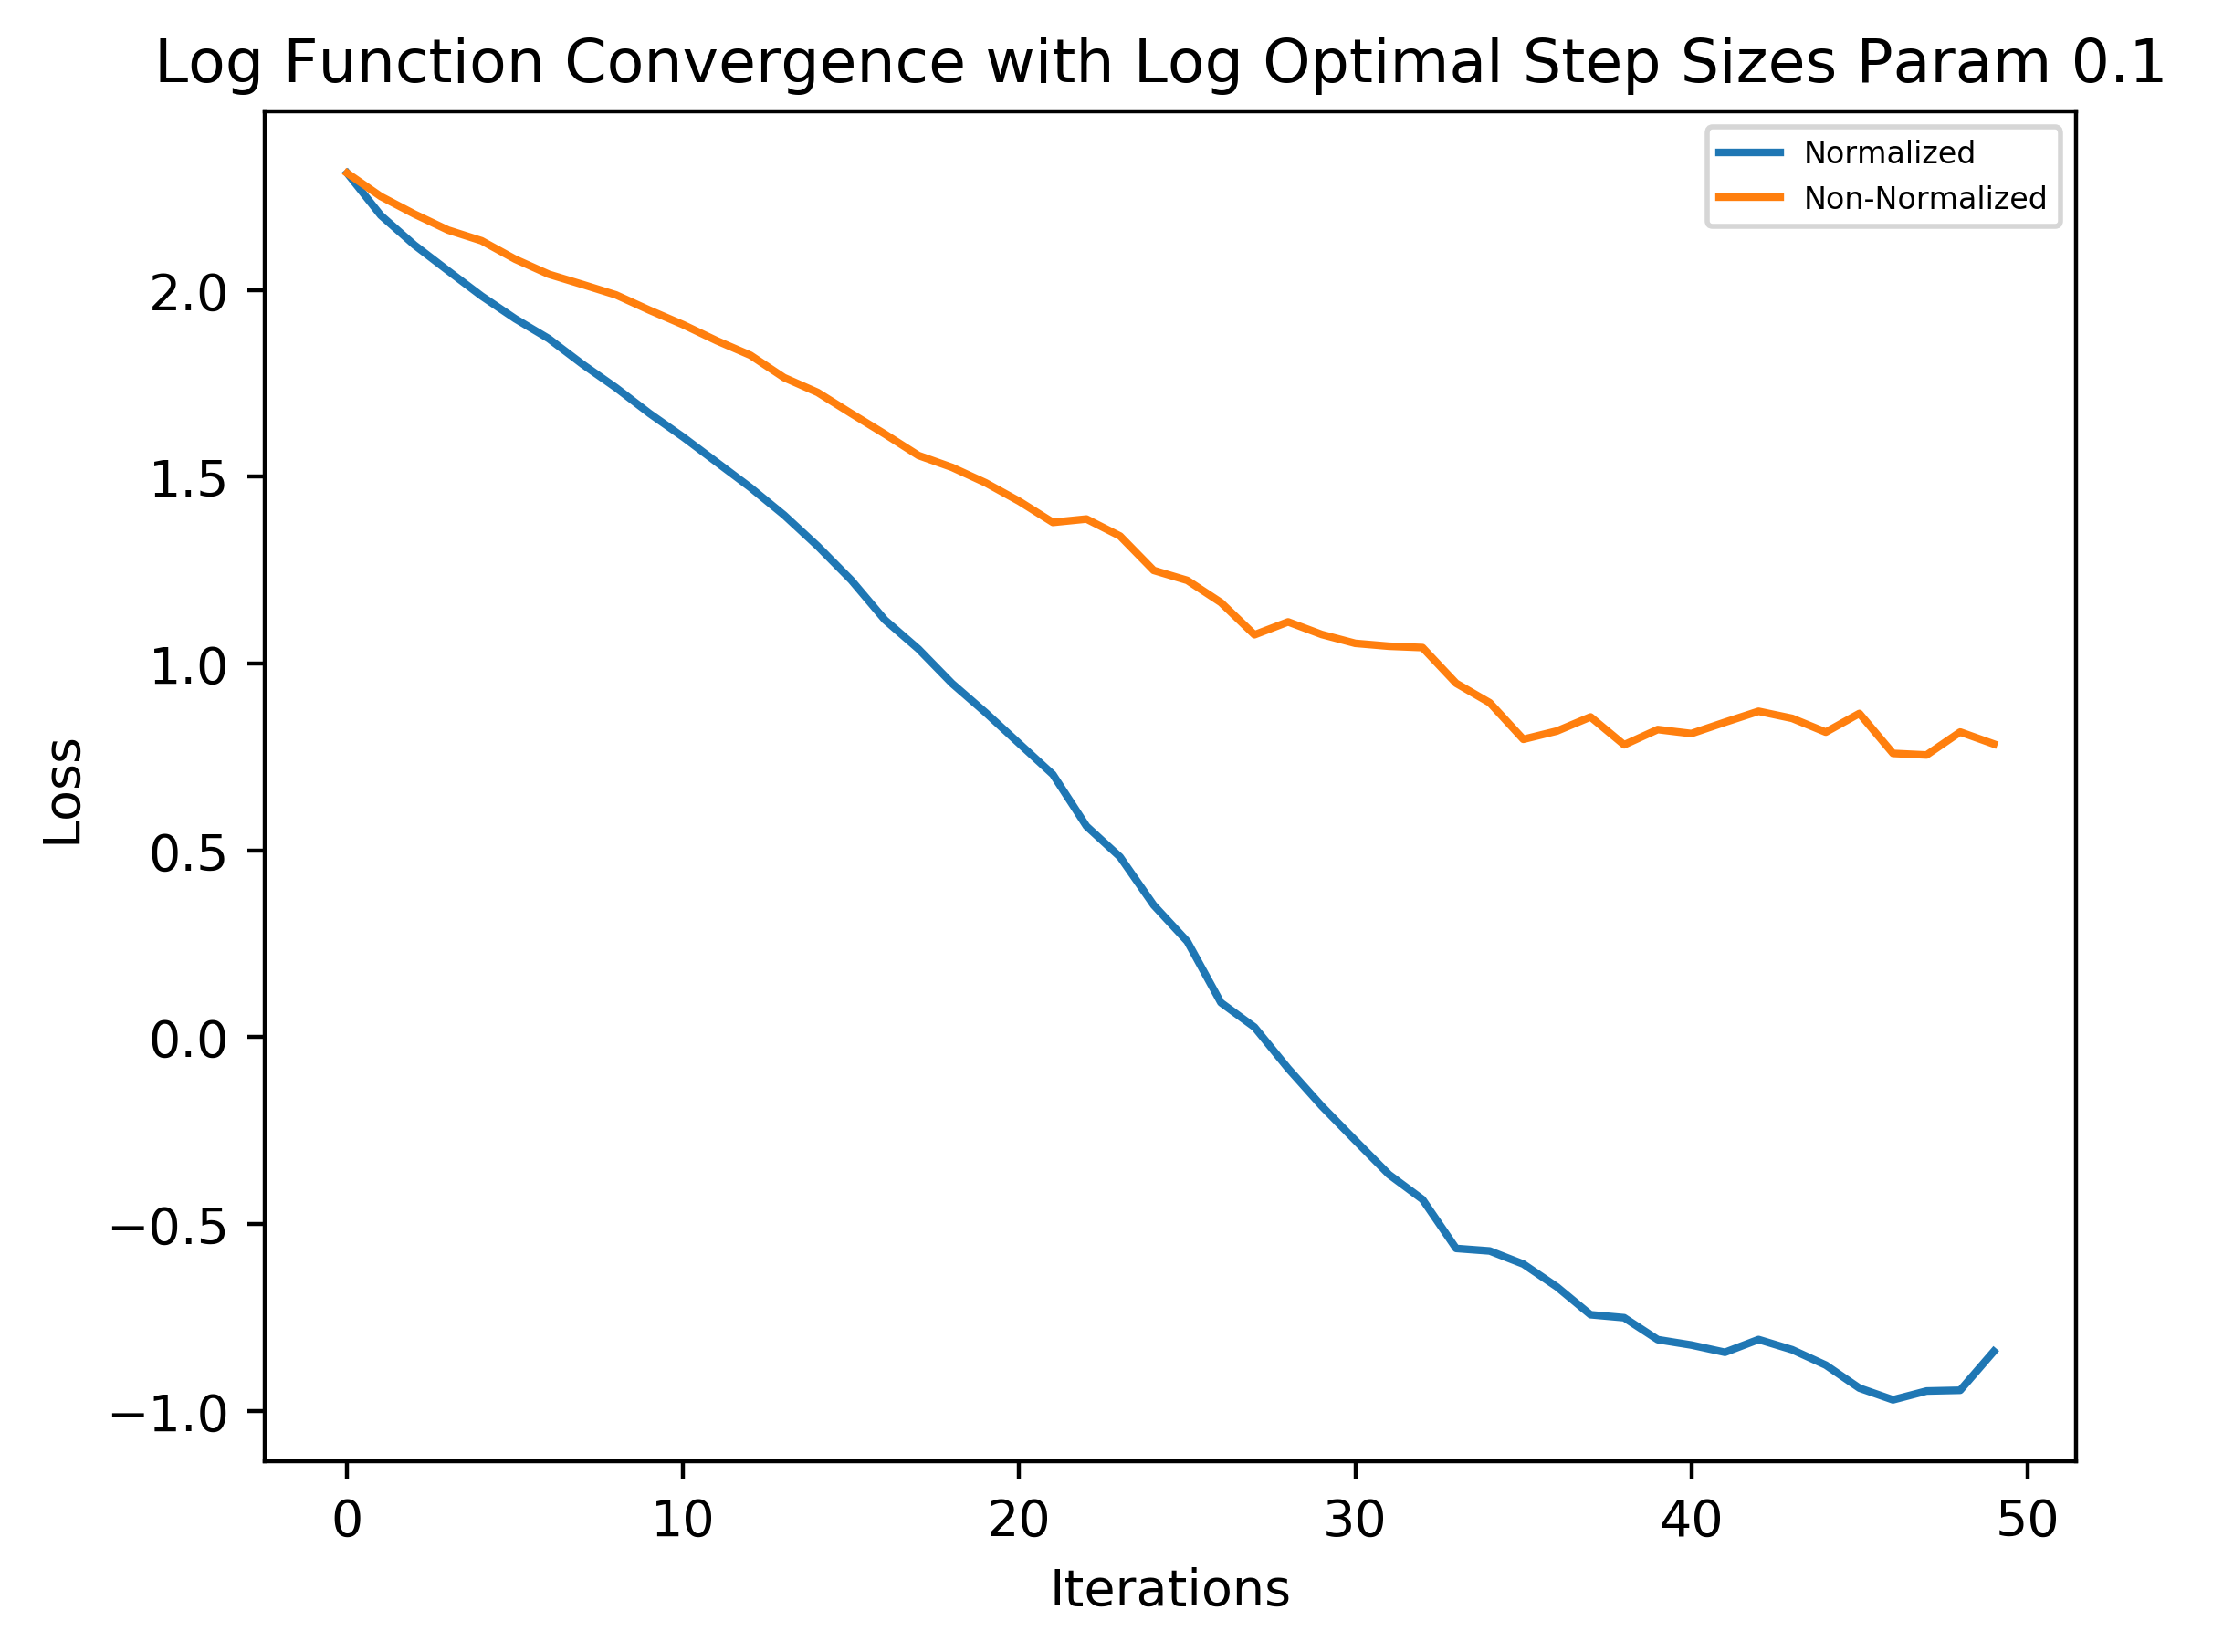 Log Function Convergence with Log Optimal Step Sizes Param 0.1
Normalized
Non-Normalized
2.0
1.5
1.0
0.5
0.0
−0.5
−1.0
Loss
0 10 20 30 40 50
Iterations